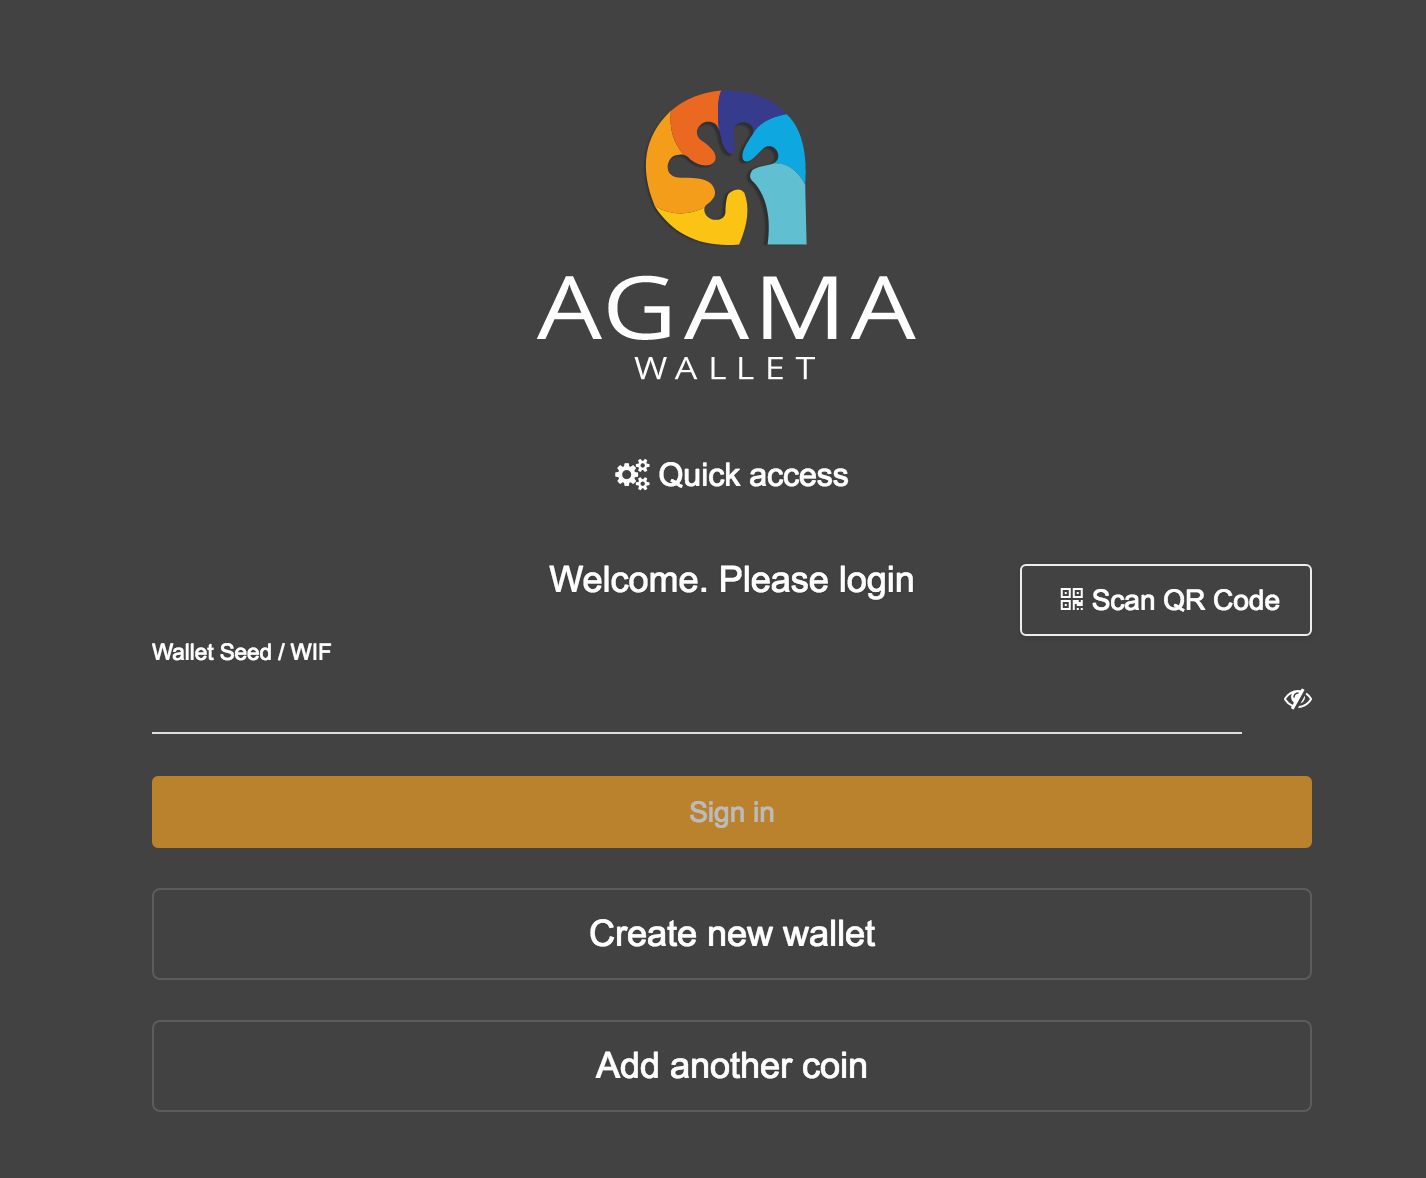 AGAMA
WALLET
Quick access
Welcome. Please login
Scan QR Code
Wallet Seed / WIF
Sign in
Create new wallet
Add another coin